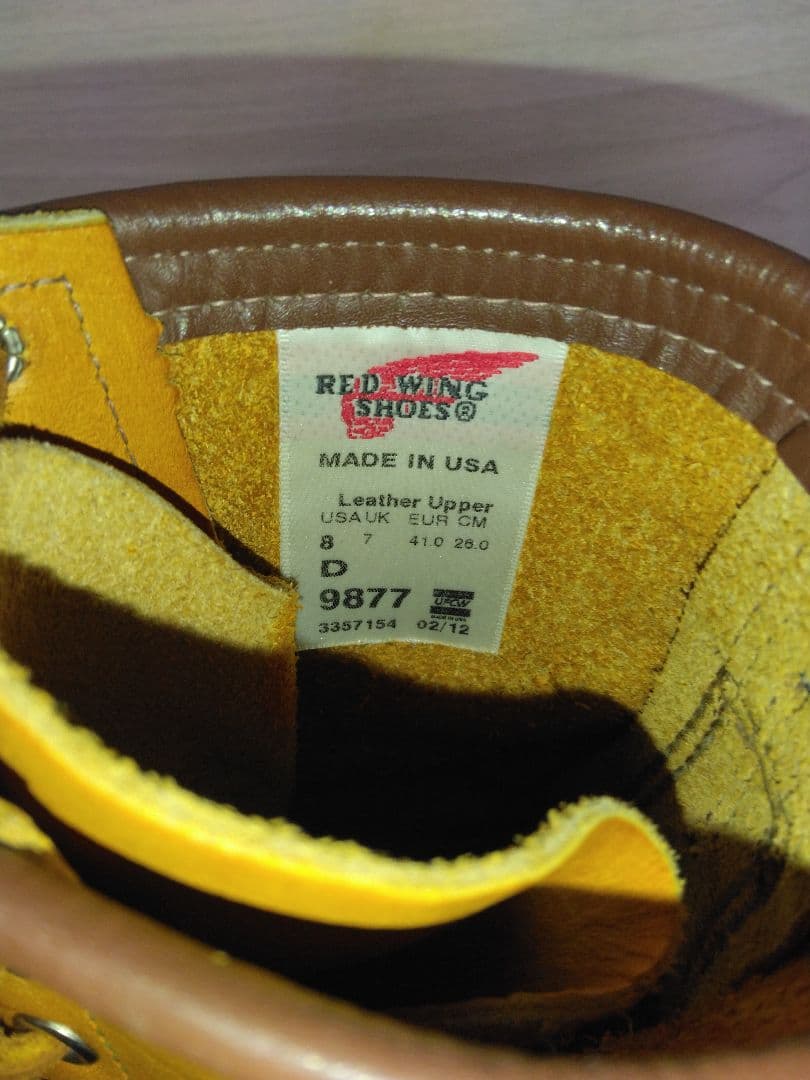 RED WING
SHOES®
MADE IN USA
Leather Upper
USA UK EUR CM
8 7 41.0 26.0
D
9877 UFCW
3357154 02/12